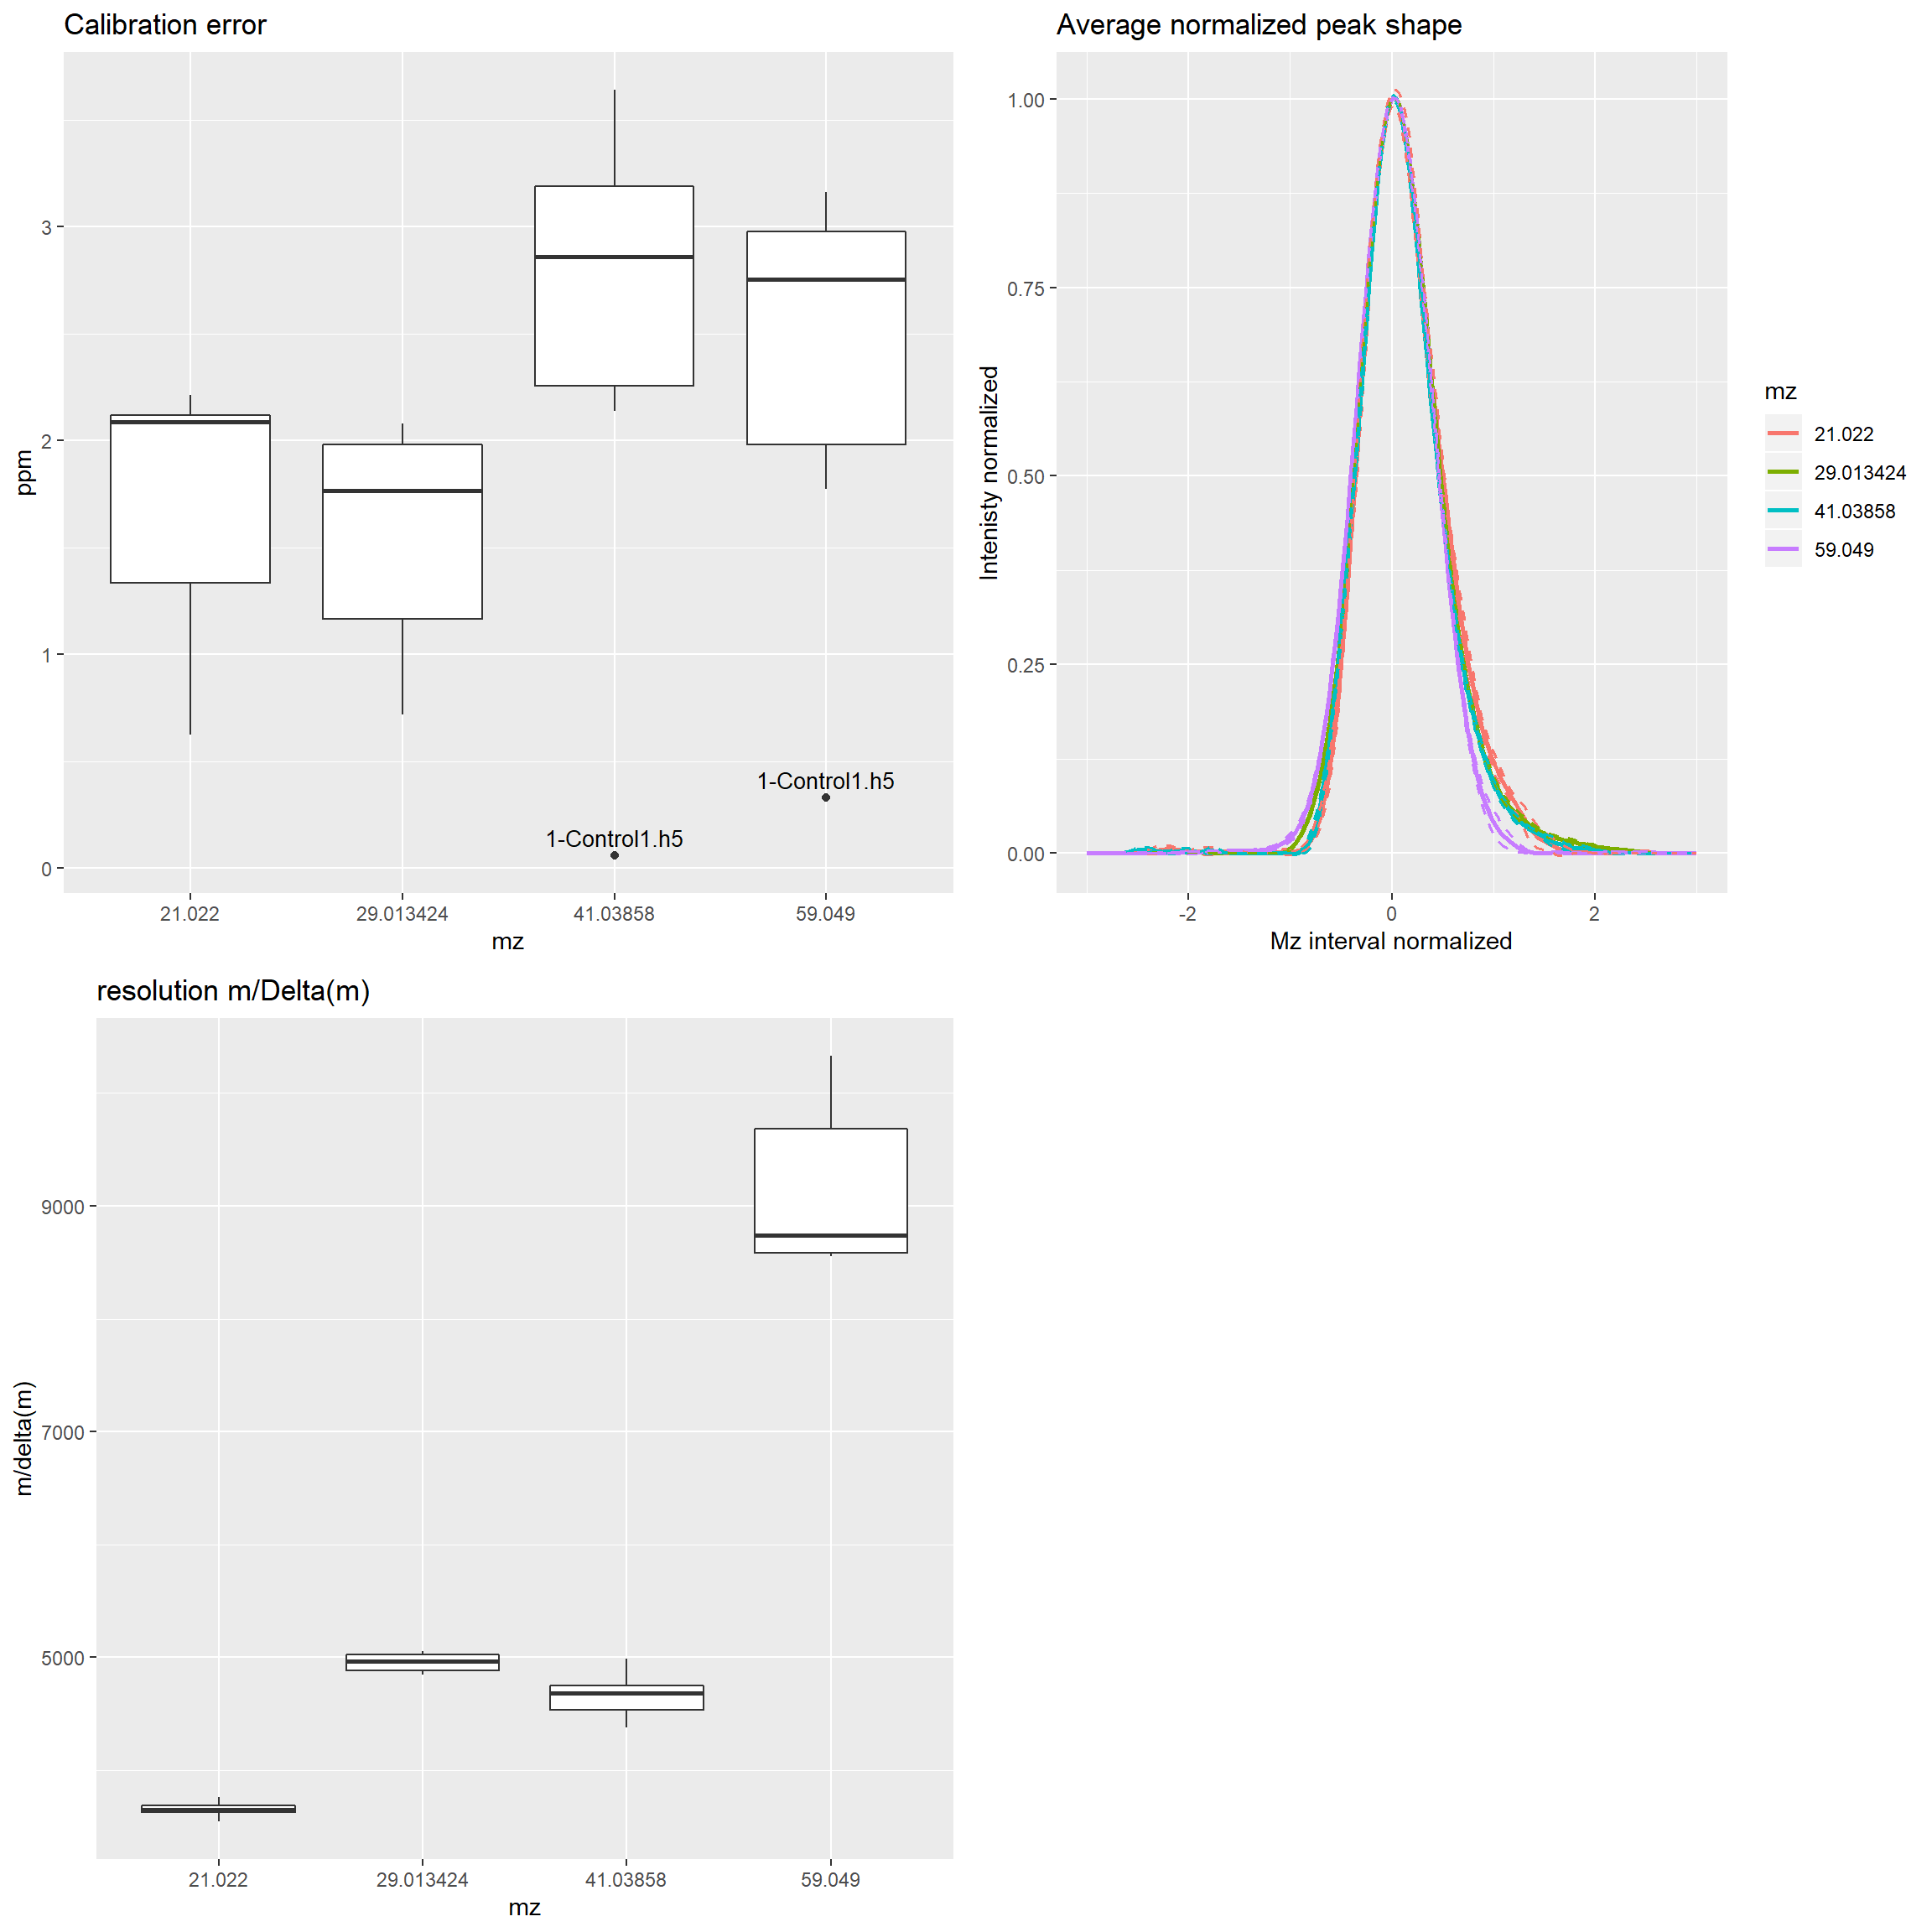 Calibration error
ppm
3
2
1
0
1-Control1.h5
1-Control1.h5
21.022
29.013424
41.03858
59.049
mz
Average normalized peak shape
Intenisty normalized
1.00
0.75
0.50
0.25
0.00
-2
0
2
Mz interval normalized
mz
21.022
29.013424
41.03858
59.049
resolution m/Delta(m)
m/delta(m)
9000
7000
5000
21.022
29.013424
41.03858
59.049
mz